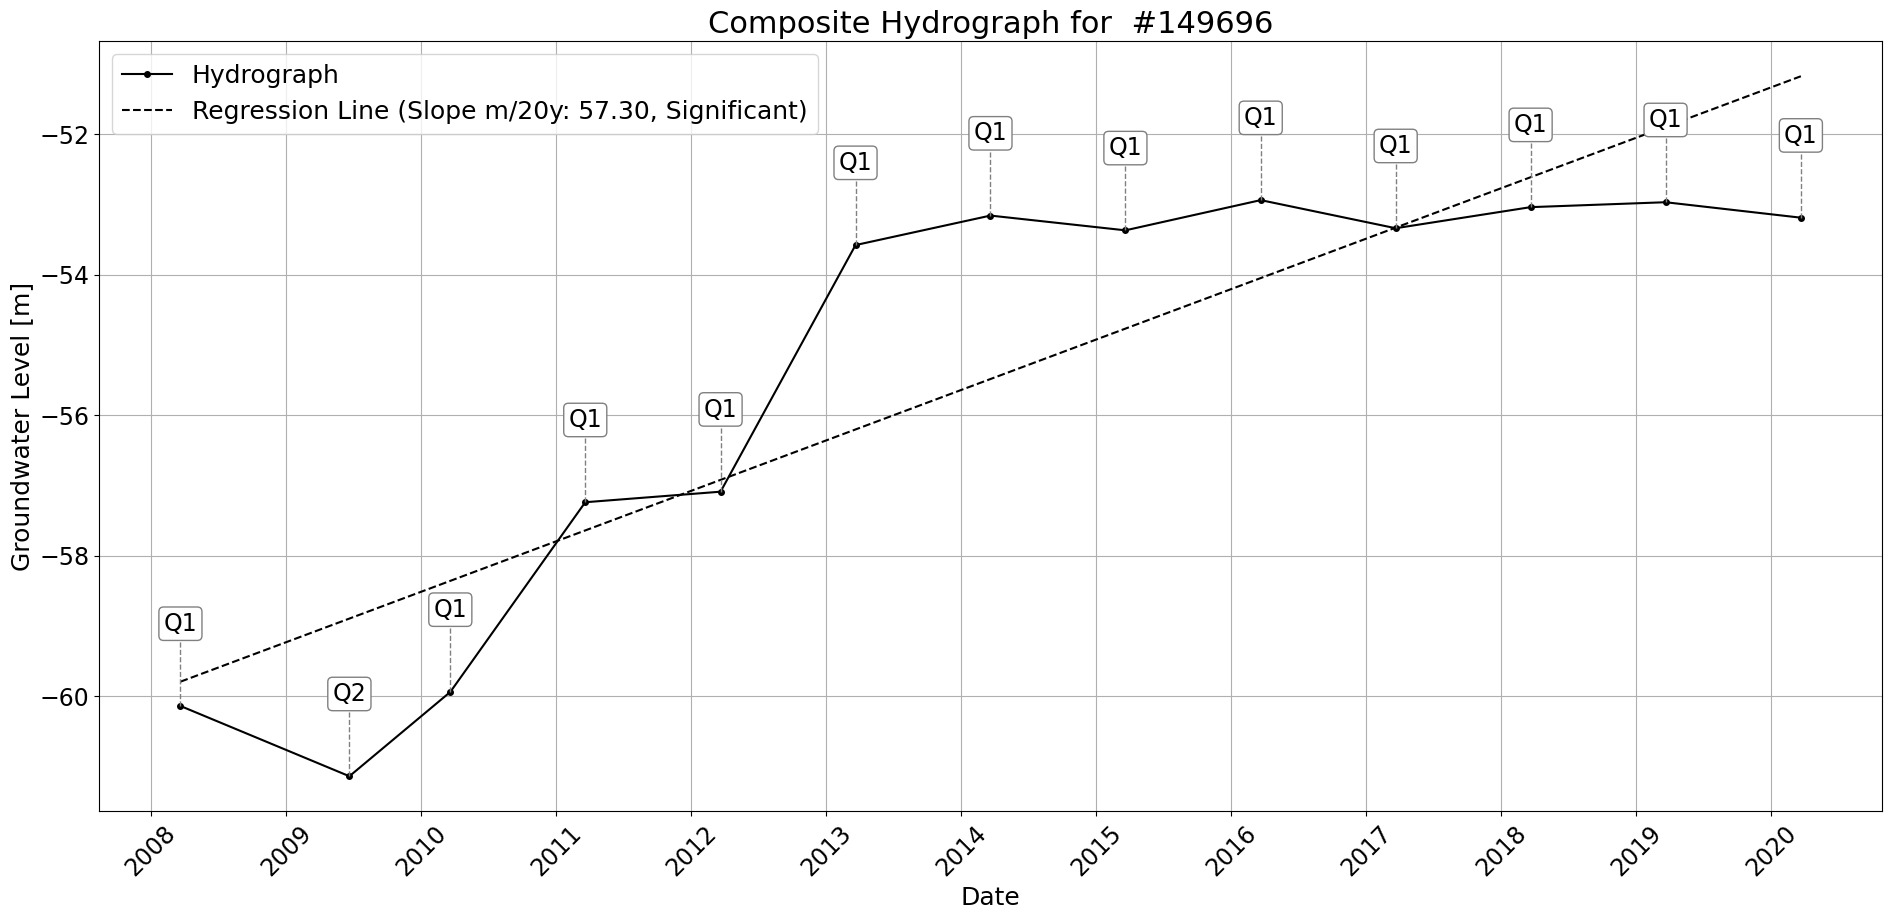 Composite Hydrograph for  #149696
Hydrograph
Regression Line (Slope m/20y: 57.30, Significant)
Groundwater Level [m]
−52
−54
−56
−58
−60
Q1
Q2
Q1
Q1
Q1
Q1
Q1
Q1
Q1
Q1
Q1
Q1
Q1
2008
2009
2010
2011
2012
2013
2014
2015
2016
2017
2018
2019
2020
Date